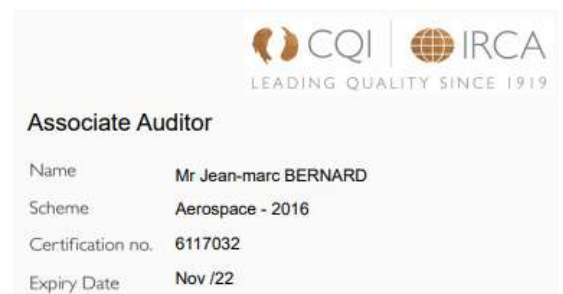 CQI IRCA
LEADING QUALITY SINCE 1919
Associate Auditor
Name Mr Jean-marc BERNARD
Scheme Aerospace - 2016
Certification no. 6117032
Expiry Date Nov /22